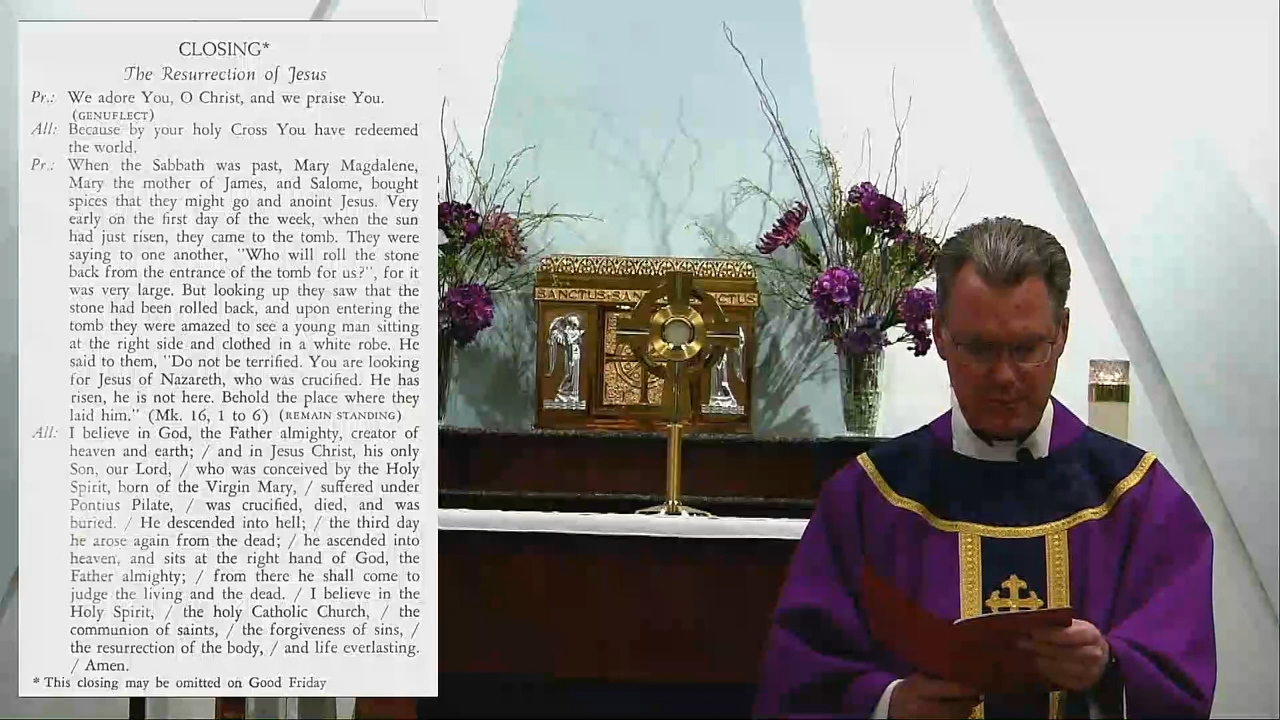 CLOSING*
The Resurrection of Jesus
Pr.: We adore You, O Christ, and we praise You.
(GENUFLECT)
All: Because by your holy Cross You have redeemed
the world.
Pr.: When the Sabbath was past, Mary Magdalene,
Mary the mother of James, and Salome, bought
spices that they might go and anoint Jesus. Very
early on the first day of the week, when the sun
had just risen, they came to the tomb. They were
saying to one another, "Who will roll the stone
back from the entrance of the tomb for us?", for it
was very large. But looking up they saw that the
stone had been rolled back, and upon entering the
tomb they were amazed to see a young man sitting
at the right side and clothed in a white robe. He
said to them, "Do not be terrified. You are looking
for Jesus of Nazareth, who was crucified. He has
risen, he is not here. Behold the place where they
laid him." (Mk. 16, 1 to 6) (REMAIN STANDING)
All: I believe in God, the Father almighty, creator of
heaven and earth; / and in Jesus Christ, his only
Son, our Lord, / who was conceived by the Holy
Spirit, born of the Virgin Mary, / suffered under
Pontius Pilate, / was crucified, died, and was
buried. / He descended into hell; / the third day
he arose again from the dead; / he ascended into
heaven, and sits at the right hand of God, the
Father almighty; / from there he shall come to
judge the living and the dead. / I believe in the
Holy Spirit, / the holy Catholic Church, / the
communion of saints, / the forgiveness of sins, /
the resurrection of the body, / and life everlasting.
/ Amen.
* This closing may be omitted on Good Friday
SANCTUS SAN CTUS